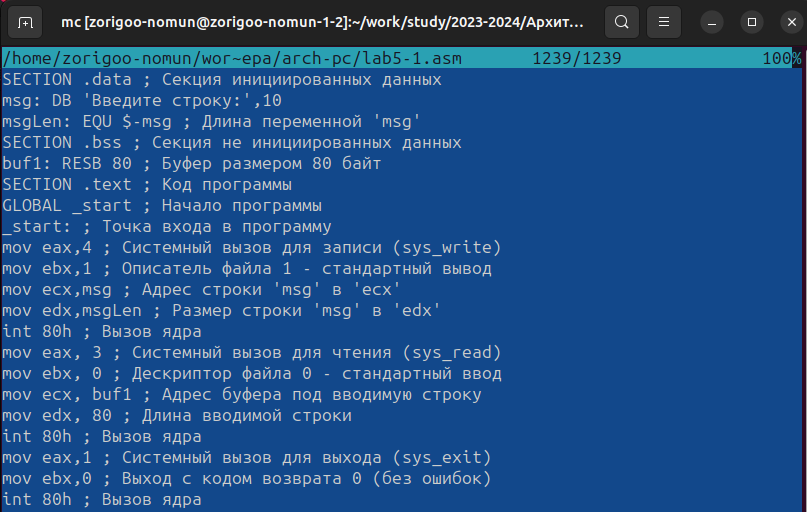 mc [zorigoo-nomun@zorigoo-nomun-1-2]:~/work/study/2023-2024/Архит...
/home/zorigoo-nomun/wor~epa/arch-pc/lab5-1.asm 1239/1239 100%
SECTION .data ; Секция инициированных данных
msg: DB 'Введите строку:',10
msgLen: EQU $-msg ; Длина переменной 'msg'
SECTION .bss ; Секция не инициированных данных
buf1: RESB 80 ; Буфер размером 80 байт
SECTION .text ; Код программы
GLOBAL _start ; Начало программы
_start: ; Точка входа в программу
mov eax,4 ; Системный вызов для записи (sys_write)
mov ebx,1 ; Описатель файла 1 - стандартный вывод
mov ecx,msg ; Адрес строки 'msg' в 'ecx'
mov edx,msgLen ; Размер строки 'msg' в 'edx'
int 80h ; Вызов ядра
mov eax, 3 ; Системный вызов для чтения (sys_read)
mov ebx, 0 ; Дескриптор файла 0 - стандартный ввод
mov ecx, buf1 ; Адрес буфера под вводимую строку
mov edx, 80 ; Длина вводимой строки
int 80h ; Вызов ядра
mov eax,1 ; Системный вызов для выхода (sys_exit)
mov ebx,0 ; Выход с кодом возврата 0 (без ошибок)
int 80h ; Вызов ядра